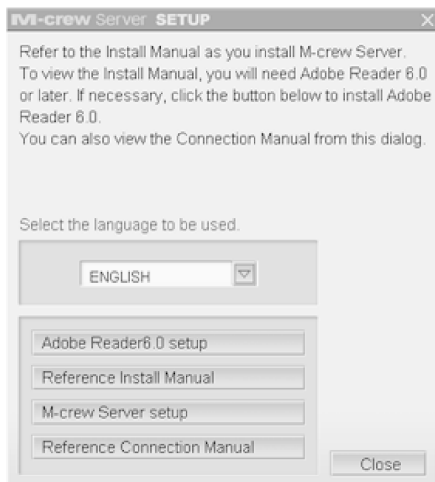 M-crew Server SETUP
Refer to the Install Manual as you install M-crew Server.
To view the Install Manual, you will need Adobe Reader 6.0
or later. If necessary, click the button below to install Adobe
Reader 6.0.
You can also view the Connection Manual from this dialog.
Select the language to be used.
ENGLISH
Adobe Reader6.0 setup
Reference Install Manual
M-crew Server setup
Reference Connection Manual
Close